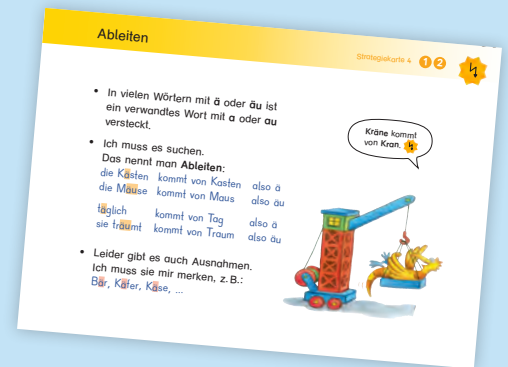 Ableiten
Strategiekarte 4 1 2
• In vielen Wörtern mit ä oder äu ist
ein verwandtes Wort mit a oder au
versteckt.
• Ich muss es suchen.
Das nennt man Ableiten:
die Kästen kommt von Kasten also ä
die Mäuse kommt von Maus also äu
täglich kommt von Tag also ä
sie träumt kommt von Traum also äu
• Leider gibt es auch Ausnahmen.
Ich muss sie mir merken, z. B.:
Bär, Käfer, Käse, ...
Kräne kommt
von Kran.